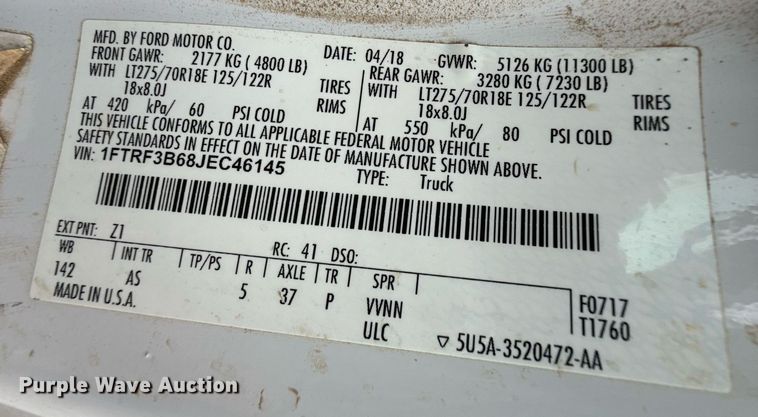 MFD. BY FORD MOTOR CO.
DATE: 04/18 GVWR: 5126 KG (11300 LB)
FRONT GAWR: 2177 KG ( 4800 LB)
REAR GAWR: 3280 KG ( 7230 LB)
WITH LT275/70R18E 125/122R TIRES
WITH LT275/70R18E 125/122R TIRES
18x8.0J RIMS
18x8.0J RIMS
AT 420 kPa/ 60 PSI COLD
AT 550 kPa/ 80 PSI COLD
THIS VEHICLE CONFORMS TO ALL APPLICABLE FEDERAL MOTOR VEHICLE
SAFETY STANDARDS IN EFFECT ON THE DATE OF MANUFACTURE SHOWN ABOVE.
VIN: 1FTRF3B68JEC46145
TYPE: Truck
EXT PNT: Z1 RC: 41 DSO:
WB INT TR TP/PS R AXLE TR SPR
142 AS 5 37 P VVNN F0717
MADE IN U.S.A. ULC T1760
5U5A-3520472-AA
Purple Wave Auction